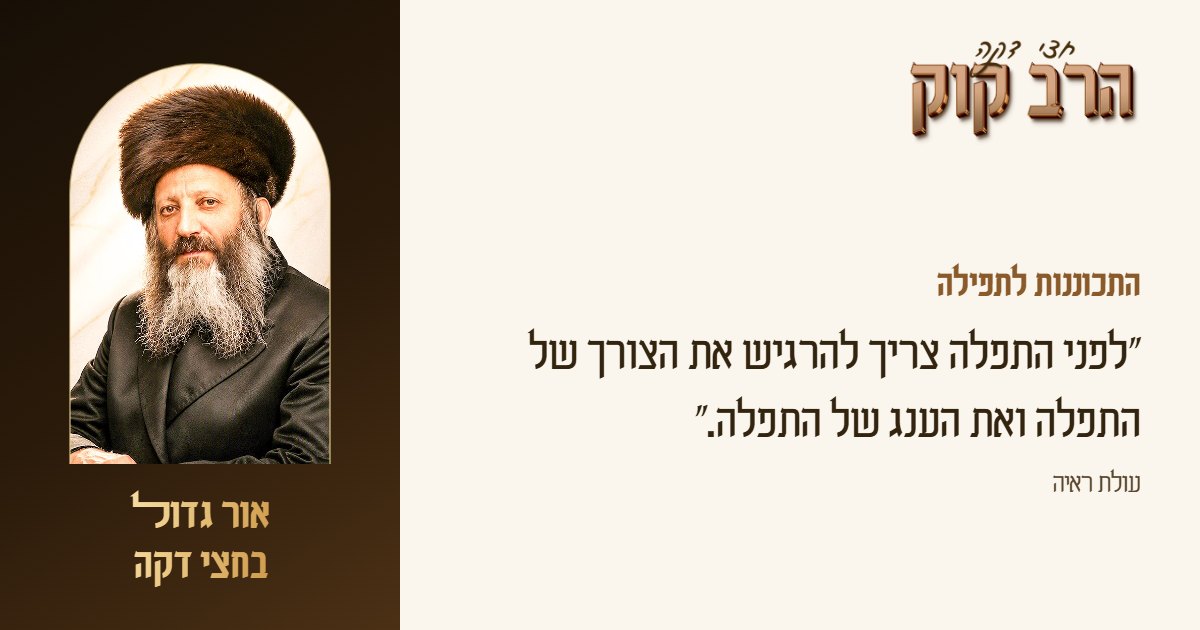 חצי דקה
הרב קוק
התכוננות לתפילה
"לפני התפלה צריך להרגיש את הצורך של
התפלה ואת הענג של התפלה."
עולת ראיה
אור גדול
בחצי דקה